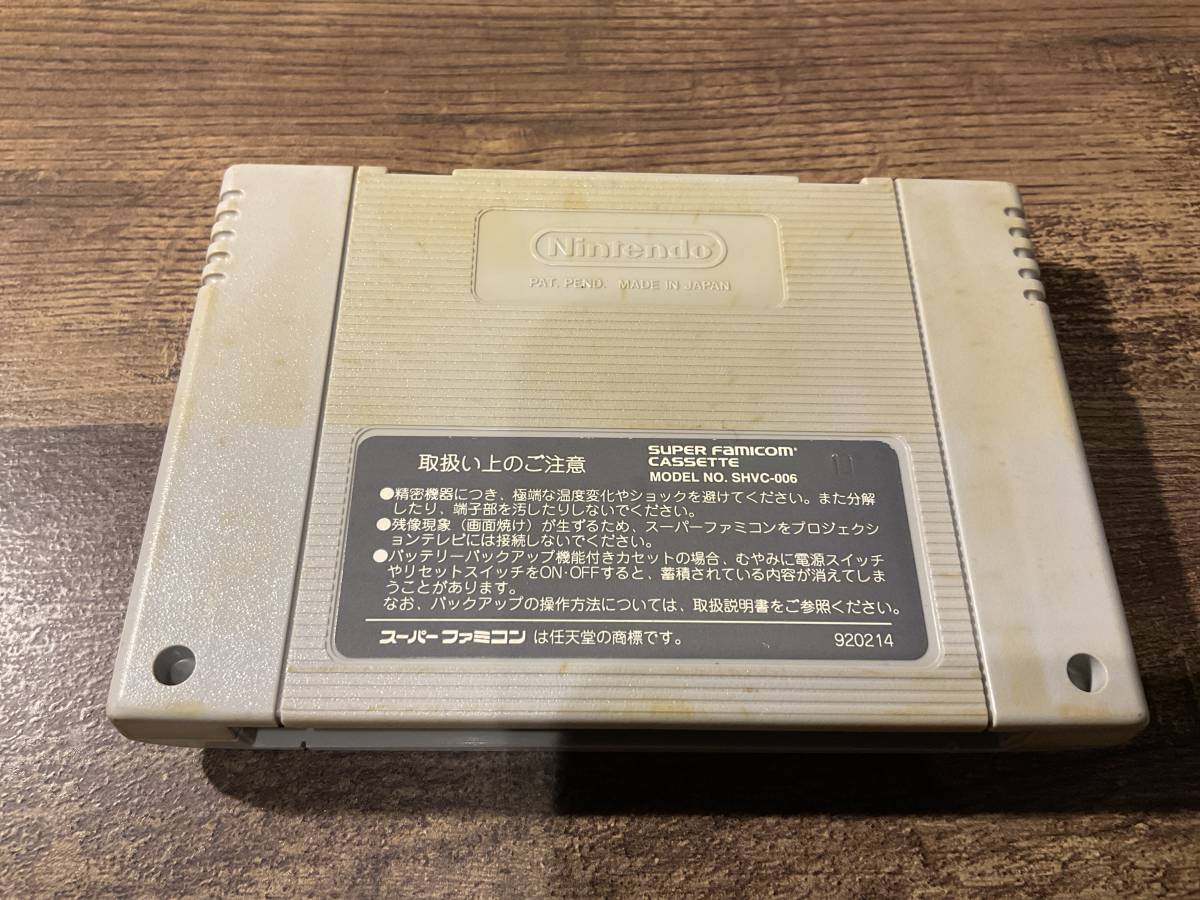 Nintendo
PAT. PEND. MADE IN JAPAN
取扱い上のご注意
SUPER FAMICOM
CASSETTE
MODEL NO. SHVC-006
●精密機器につき、極端な温度変化やショックを避けてください。また分解
したり、端子部を汚したりしないでください。
●残像現象（画面焼け）が生ずるため、スーパーファミコンをプロジェクシ
ョンテレビには接続しないでください。
●バッテリーバックアップ機能付きカセットの場合、むやみに電源スイッチ
やリセットスイッチをON・OFFすると、蓄積されている内容が消えてしま
うことがあります。
なお、バックアップの操作方法については、取扱説明書をご参照ください。
スーパーファミコン は任天堂の商標です。
920214